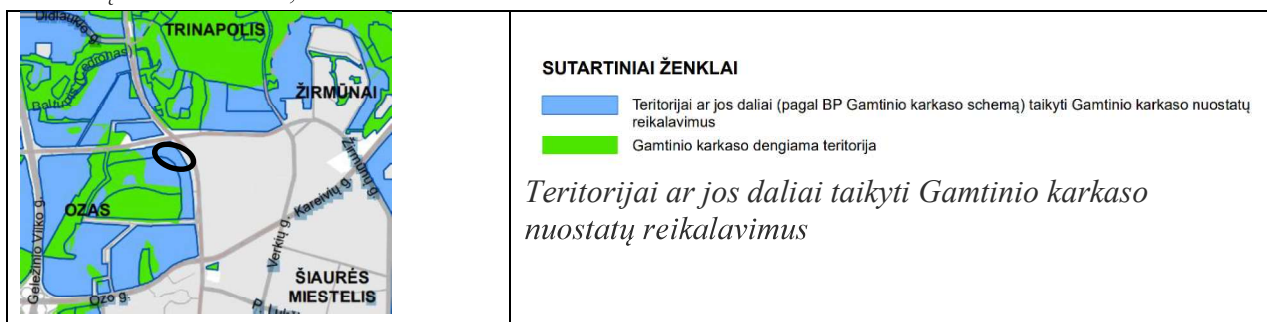 Didlaukio g.
TRINAPOLIS
(Cedronas)
ŽIRMŪNAI
Žirmūnų g.
Kareivių g.
OZAS
Verkių g.
Geležinio Vilko g.
ŠIAURĖS
MIESTELIS
Ozo g.
SUTARTINIAI ŽENKLAI
Teritorijai ar jos daliai (pagal BP Gamtinio karkaso schemą) taikyti Gamtinio karkaso nuostatų
reikalavimus
Gamtinio karkaso dengiama teritorija
Teritorijai ar jos daliai taikyti Gamtinio karkaso
nuostatų reikalavimus